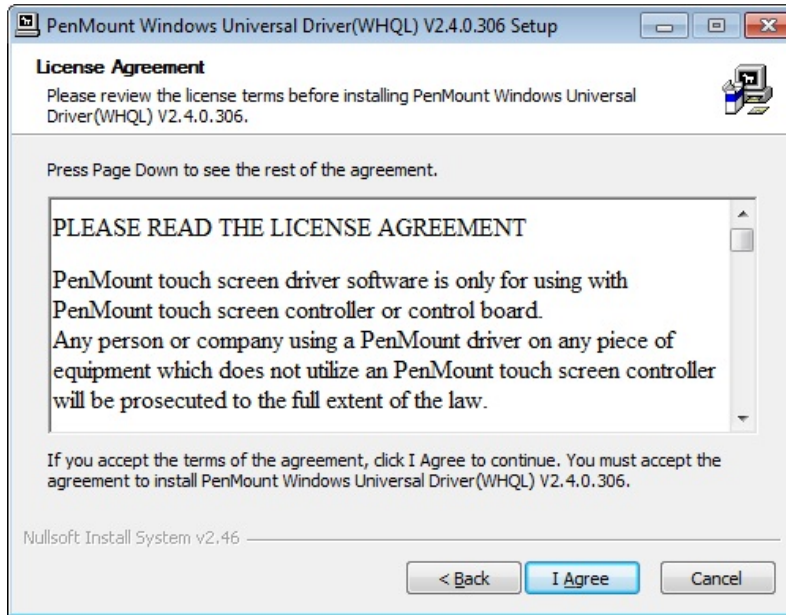 PenMount Windows Universal Driver(WHQL) V2.4.0.306 Setup
License Agreement
Please review the license terms before installing PenMount Windows Universal
Driver(WHQL) V2.4.0.306.
Press Page Down to see the rest of the agreement.
PLEASE READ THE LICENSE AGREEMENT
PenMount touch screen driver software is only for using with
PenMount touch screen controller or control board.
Any person or company using a PenMount driver on any piece of
equipment which does not utilize an PenMount touch screen controller
will be prosecuted to the full extent of the law.
If you accept the terms of the agreement, click I Agree to continue. You must accept the
agreement to install PenMount Windows Universal Driver(WHQL) V2.4.0.306.
Nullsoft Install System v2.46
< Back
I Agree
Cancel